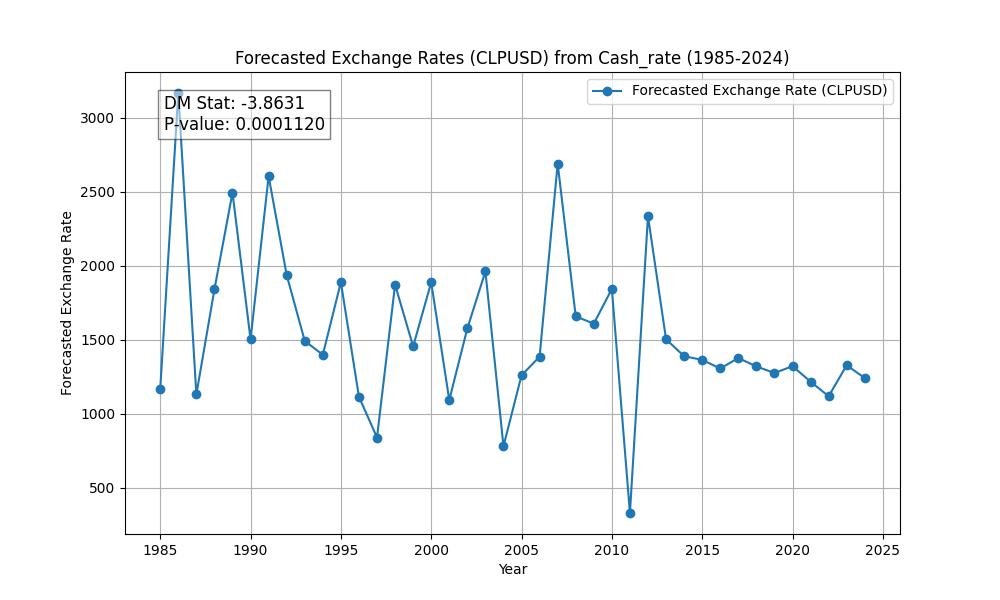 Forecasted Exchange Rates (CLPUSD) from Cash_rate (1985-2024)
DM Stat: -3.8631
P-value: 0.0001120
Forecasted Exchange Rate (CLPUSD)
Forecasted Exchange Rate
3000
2500
2000
1500
1000
500
1985 1990 1995 2000 2005 2010 2015 2020 2025
Year